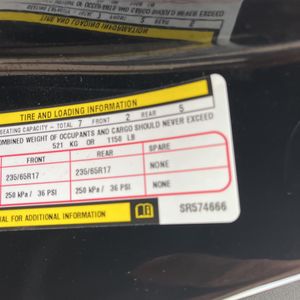 TIRE AND LOADING INFORMATION
SEATING CAPACITY - TOTAL 7 FRONT 2 REAR 5
COMBINED WEIGHT OF OCCUPANTS AND CARGO SHOULD NEVER EXCEED
521 KG OR 1150 LB
FRONT REAR SPARE
235/65R17 235/65R17 NONE
250 kPa / 36 PSI 250 kPa / 36 PSI NONE
FOR ADDITIONAL INFORMATION
SR574666